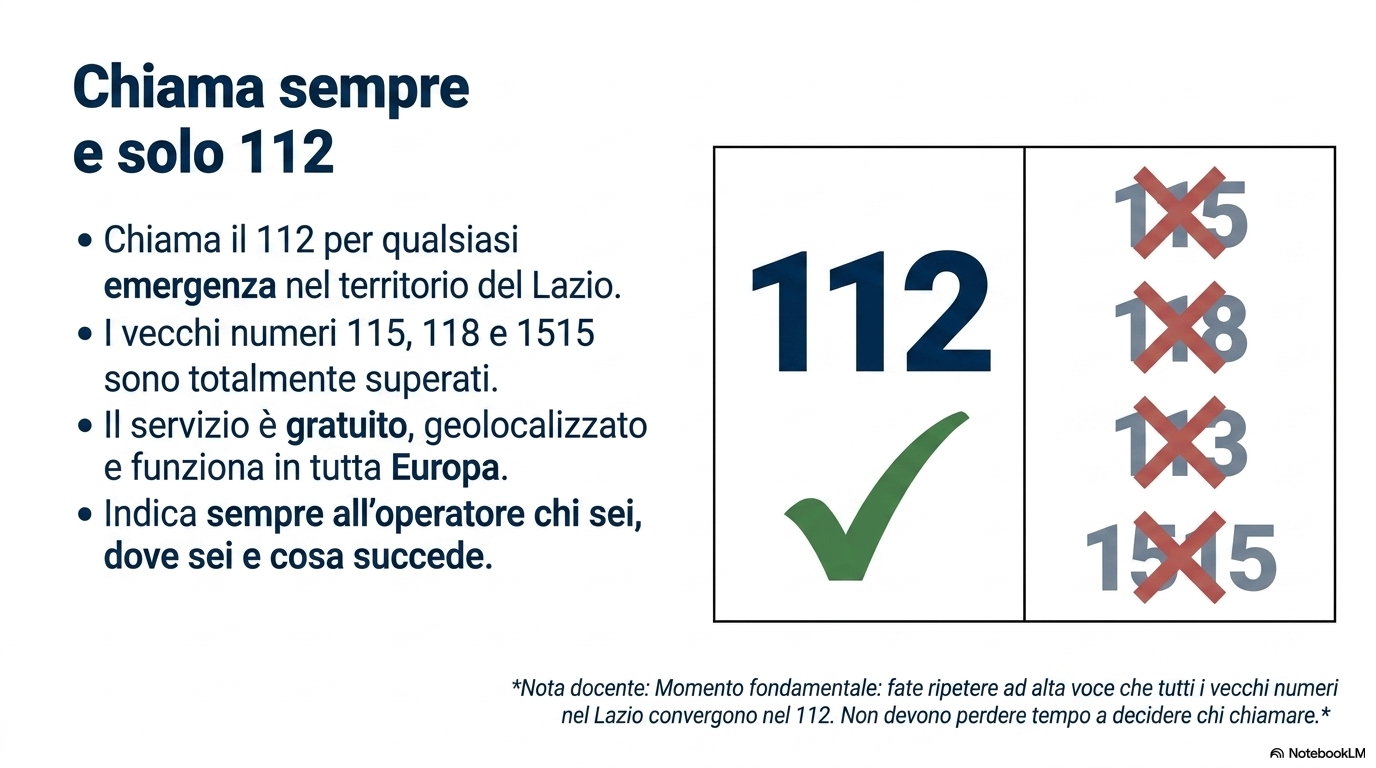 Chiama sempre
e solo 112
• Chiama il 112 per qualsiasi
emergenza nel territorio del Lazio.
• I vecchi numeri 115, 118 e 1515
sono totalmente superati.
• Il servizio è gratuito, geolocalizzato
e funziona in tutta Europa.
• Indica sempre all'operatore chi sei,
dove sei e cosa succede.
112
115
118
113
1515
*Nota docente: Momento fondamentale: fate ripetere ad alta voce che tutti i vecchi numeri
nel Lazio convergono nel 112. Non devono perdere tempo a decidere chi chiamare.*
NotebookLM